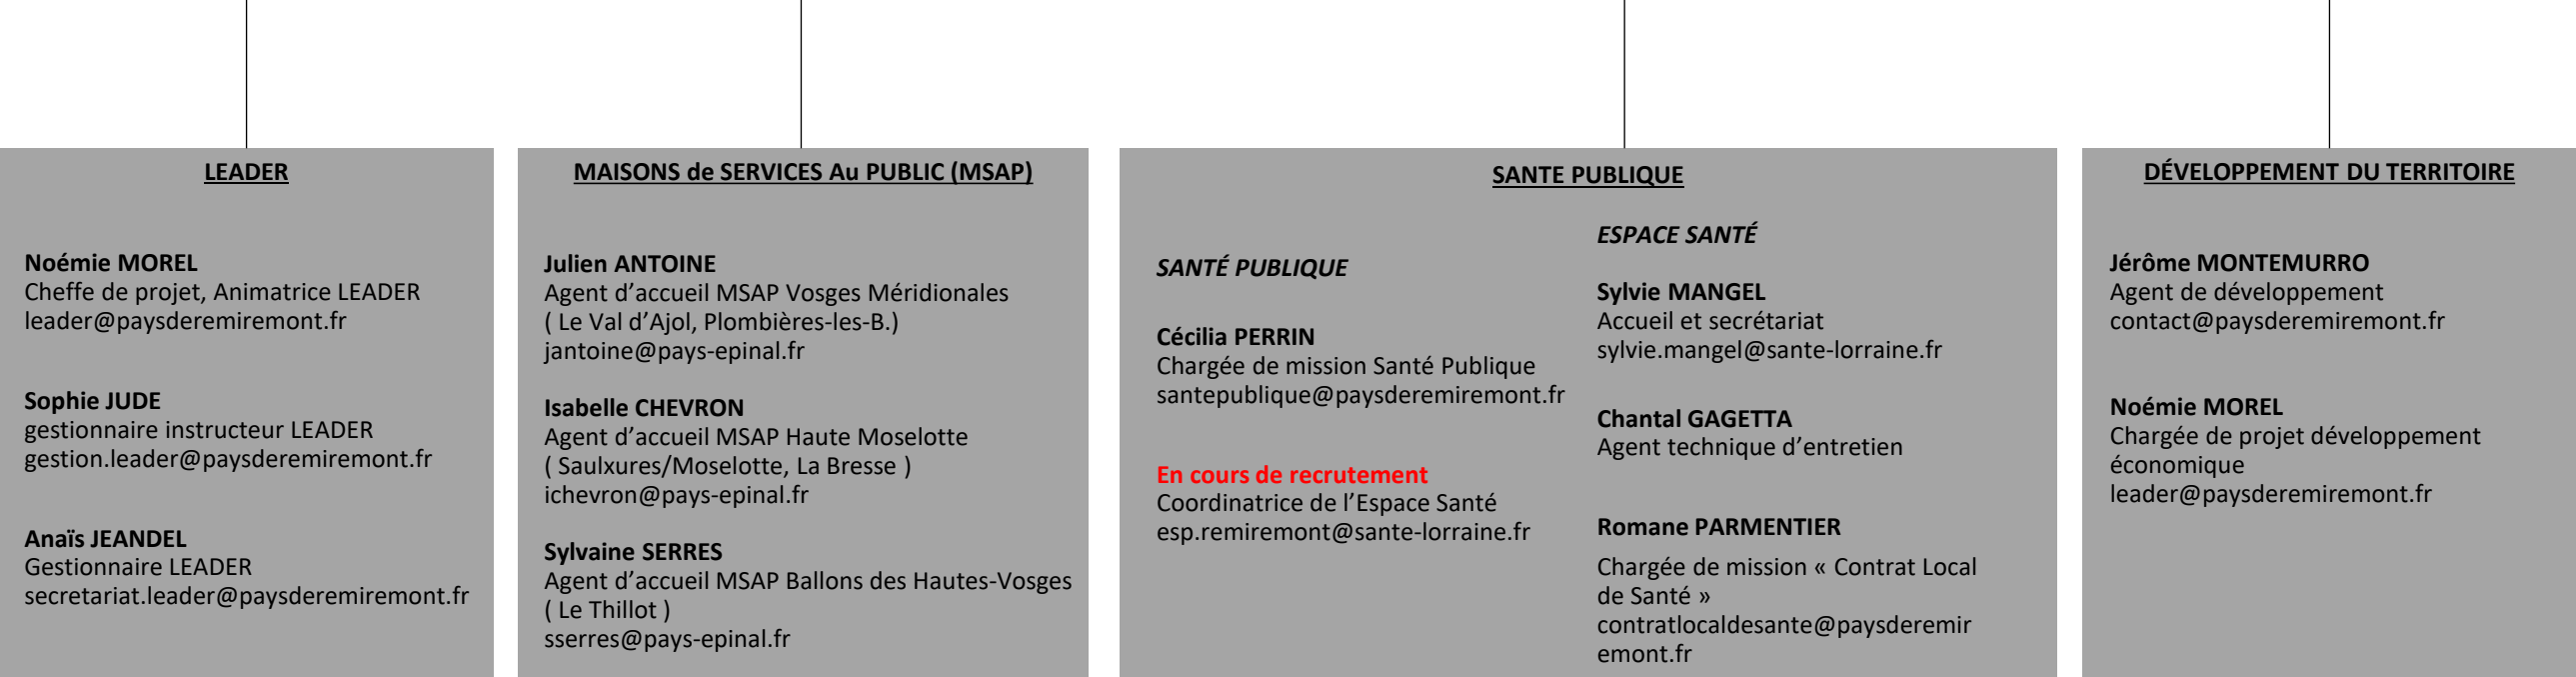 LEADER
Noémie MOREL
Cheffe de projet, Animatrice LEADER
leader@paysderemiremont.fr
Sophie JUDE
gestionnaire instructeur LEADER
gestion.leader@paysderemiremont.fr
Anaïs JEANDEL
Gestionnaire LEADER
secretariat.leader@paysderemiremont.fr
MAISONS de SERVICES Au PUBLIC (MSAP)
Julien ANTOINE
Agent d’accueil MSAP Vosges Méridionales
( Le Val d’Ajol, Plombières-les-B.)
jantoine@pays-epinal.fr
Isabelle CHEVRON
Agent d’accueil MSAP Haute Moselotte
( Saulxures/Moselotte, La Bresse )
ichevron@pays-epinal.fr
Sylvaine SERRES
Agent d’accueil MSAP Ballons des Hautes-Vosges
( Le Thillot )
sserres@pays-epinal.fr
SANTE PUBLIQUE
SANTÉ PUBLIQUE
Cécilia PERRIN
Chargée de mission Santé Publique
santepublique@paysderemiremont.fr
En cours de recrutement
Coordinatrice de l’Espace Santé
esp.remiremont@sante-lorraine.fr
ESPACE SANTÉ
Sylvie MANGEL
Accueil et secrétariat
sylvie.mangel@sante-lorraine.fr
Chantal GAGETTA
Agent technique d’entretien
Romane PARMENTIER
Chargée de mission « Contrat Local
de Santé »
contratlocaldesante@paysderemir
emont.fr
DÉVELOPPEMENT DU TERRITOIRE
Jérôme MONTEMURRO
Agent de développement
contact@paysderemiremont.fr
Noémie MOREL
Chargée de projet développement
économique
leader@paysderemiremont.fr